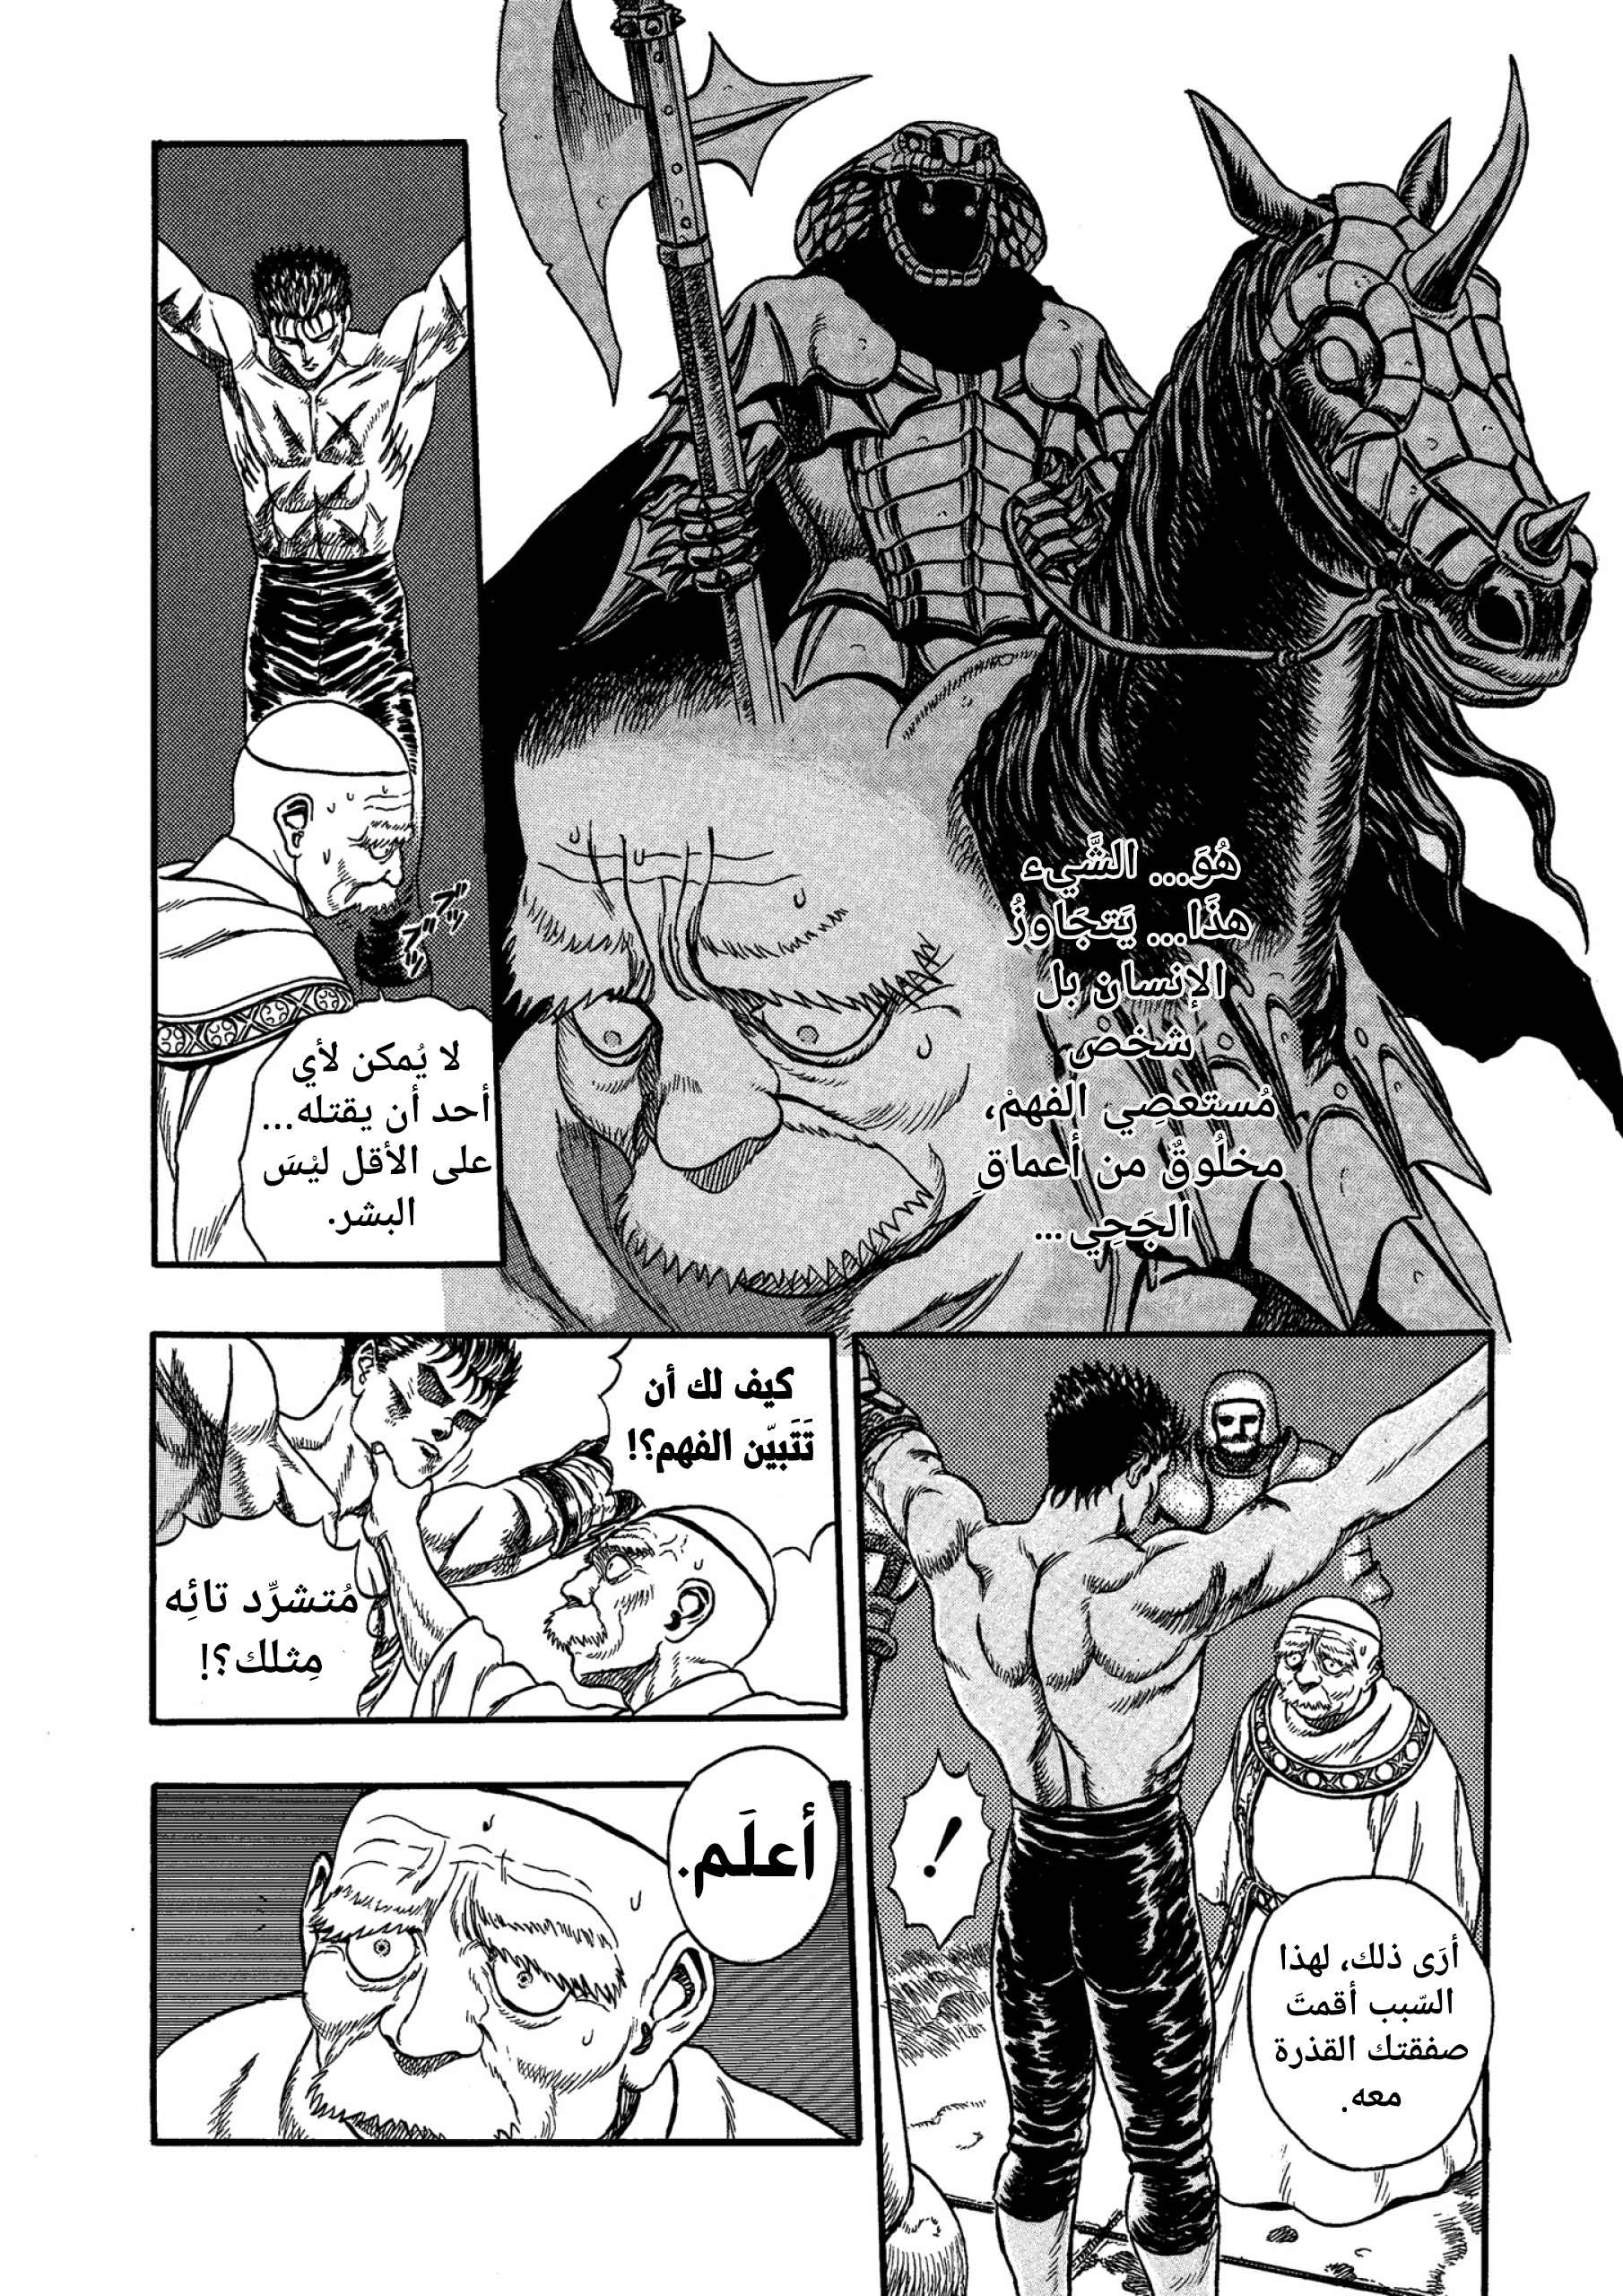 هُوَ... الشَّيء
هذَا... يَتجَاوزُ
الإنسان بل
شخصْ
مُستعصِي الفهمْ،
مخلُوقٌ من أعماقِ
الجَحِي...
لا يُمكن لأي
أحد أن يقتله...
على الأقل ليْسَ
البشر.
أرَى ذلك، لهذا
السّبب أقمتَ
صفقتك القذرة
معه.
!
كيف لك أن
تَتَبيّن الفهم؟!
مُتشرِّد تائِه
مِثلك؟!
أعلَم.